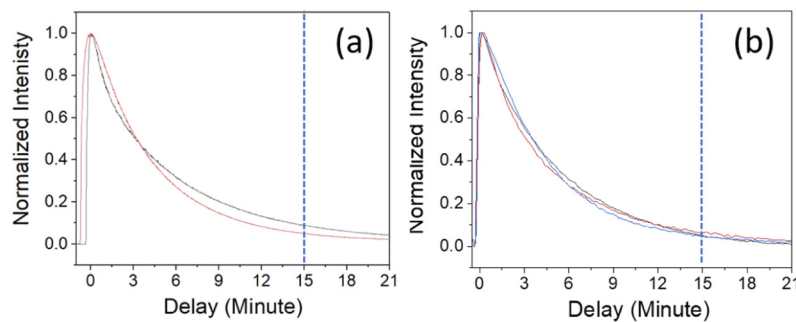 (a)
Normalized Intenisty
1.0
0.8
0.6
0.4
0.2
0.0
0 3 6 9 12 15 18 21
Delay (Minute)
(b)
Normalized Intensity
1.0
0.8
0.6
0.4
0.2
0.0
0 3 6 9 12 15 18 21
Delay (Minute)